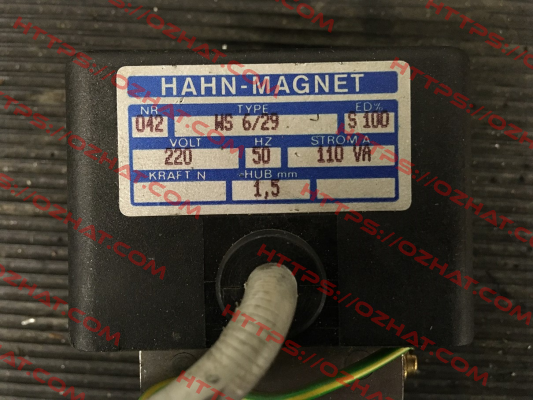 HAHN-MAGNET
NR. TYPE ED%
042 WS 6/29 S 100
VOLT HZ STROM A
220 50 110 VA
KRAFT N HUB mm
1,5
HTTPS://OZHAT.COM